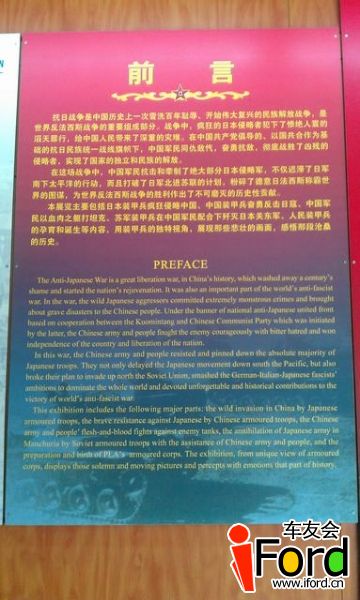 前 言
抗日战争是中国历史上一次雪洗百年耻辱、开始伟大复兴的民族解放战争，是
世界反法西斯战争的重要组成部分。战争中，疯狂的日本侵略者犯下了惨绝人寰的
滔天罪行，给中国人民带来了深重的灾难。在中国共产党倡导的、以国共合作为基
础的抗日民族统一战线旗帜下，中国军民同仇敌忾，奋勇抗敌，彻底战胜了凶残的
侵略者，实现了国家的独立和民族的解放。
在这场战争中，中国军民抗击和牵制了绝大部分日本侵略军，不仅迟滞了日军
南下太平洋的行动，而且打破了日军北进苏联的计划，粉碎了德意日法西斯称霸世
界的图谋，为世界反法西斯战争的胜利作出了不可磨灭的历史性贡献。
本展览主要包括日本装甲兵疯狂侵略中国、中国装甲兵奋勇反击日寇、中国军
民以血肉之躯打坦克、苏军装甲兵在中国军民配合下歼灭日本关东军、人民装甲兵
的孕育和诞生等内容，用装甲兵的独特视角，展现那些悲壮的画面，感悟那段沧桑
的历史。
PREFACE
The Anti-Japanese War is a great liberation war, in China's history, which washed away a century's
shame and started the nation's rejuvenation. It was also an important part of the world's anti-fascist
war. In the war, the wild Japanese aggressors committed extremely monstrous crimes and brought
about grave disasters to the Chinese people. Under the banner of national anti-Japanese united front
based on cooperation between the Kuomintang and Chinese Communist Party which was initiated
by the latter, the Chinese army and people fought the enemy courageously with bitter hatred and won
independence of the country and liberation of the nation.
In this war, the Chinese army and people resisted and pinned down the absolute majority of
Japanese troops. They not only delayed the Japanese movement down south the Pacific, but also
broke their plan to invade up north the Soviet Union, smashed the German-Italian-Japanese fascists'
ambitions to dominate the whole world and devoted unforgettable and historical contributions to the
victory of world's anti-fascist war.
This exhibition includes the following major parts: the wild invasion in China by Japanese
armoured troops, the brave resistance against Japanese by Chinese armoured troops, the Chinese
army and people' flesh-and-blood fights against enemy tanks, the annihilation of Japanese army in
Manchuria by Soviet armoured troops with the assistance of Chinese army and people, and the
preparation and birth of PLA's armoured corps. The exhibition, from unique view of armoured
corps, displays those solemn and moving pictures and percepts with emotions that part of history.
车友会
iFord
www.iford.cn